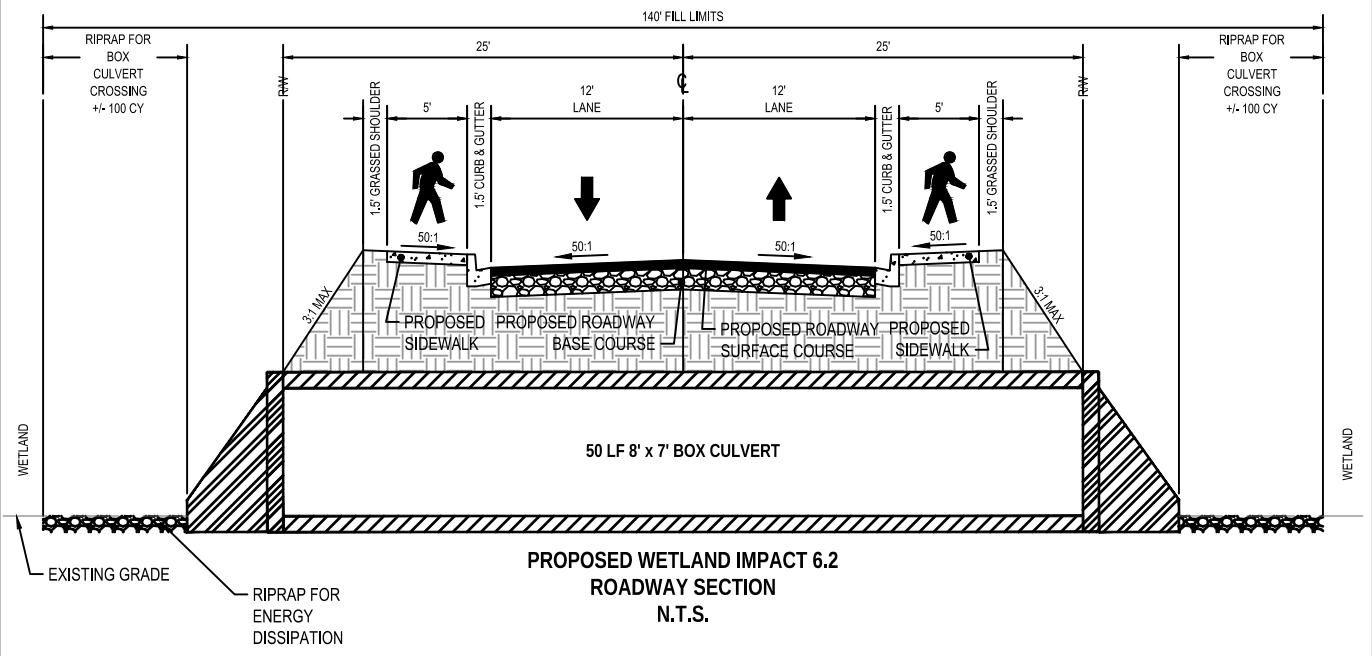 140' FILL LIMITS
RIPRAP FOR
BOX
CULVERT
CROSSING
+/- 100 CY
25'
25'
RIPRAP FOR
BOX
CULVERT
CROSSING
+/- 100 CY
R/W
℄
R/W
1.5' GRASSED SHOULDER
5'
1.5' CURB & GUTTER
12'
LANE
12'
LANE
1.5' CURB & GUTTER
5'
1.5' GRASSED SHOULDER
50:1
50:1
50:1
50:1
3:1 MAX
3:1 MAX
PROPOSED
SIDEWALK
PROPOSED ROADWAY
BASE COURSE
PROPOSED ROADWAY
SURFACE COURSE
PROPOSED
SIDEWALK
WETLAND
50 LF 8' x 7' BOX CULVERT
WETLAND
EXISTING GRADE
RIPRAP FOR
ENERGY
DISSIPATION
PROPOSED WETLAND IMPACT 6.2
ROADWAY SECTION
N.T.S.